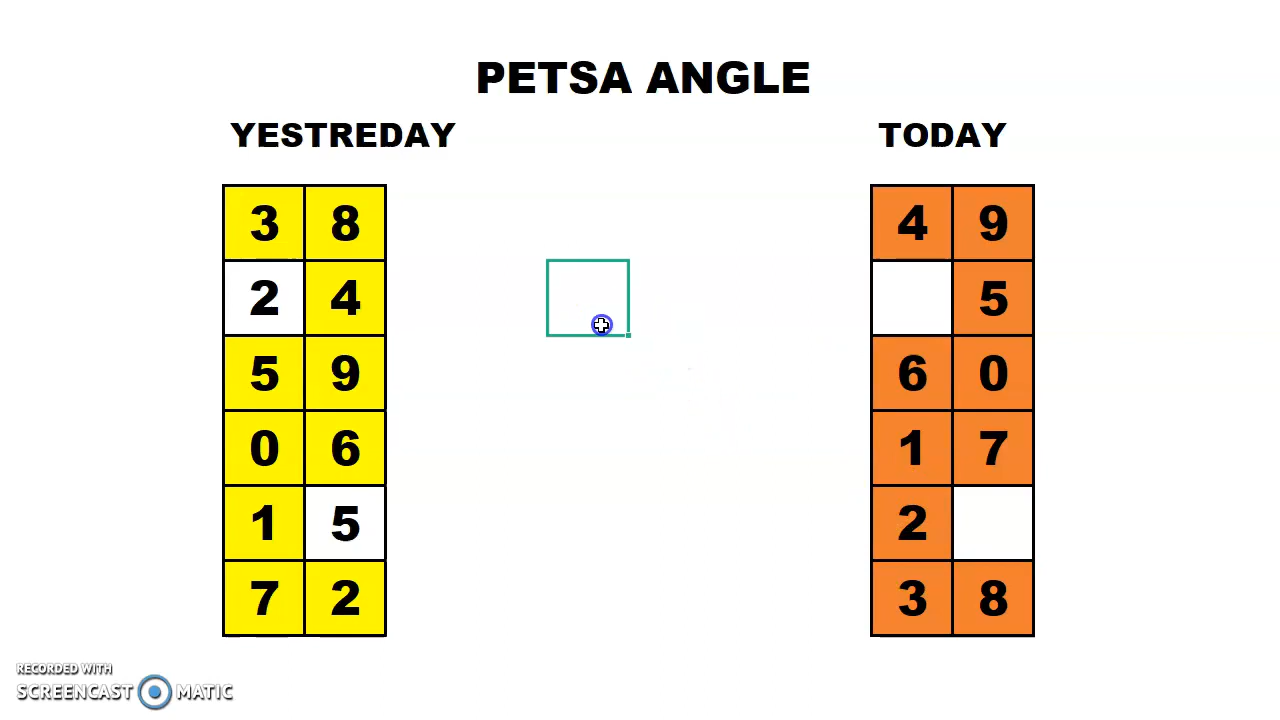 PETSA ANGLE
YESTREDAY TODAY
3 8 4 9
2 4 5
5 9 6 0
0 6 1 7
1 5 2
7 2 3 8
RECORDED WITH
SCREENCAST MATIC